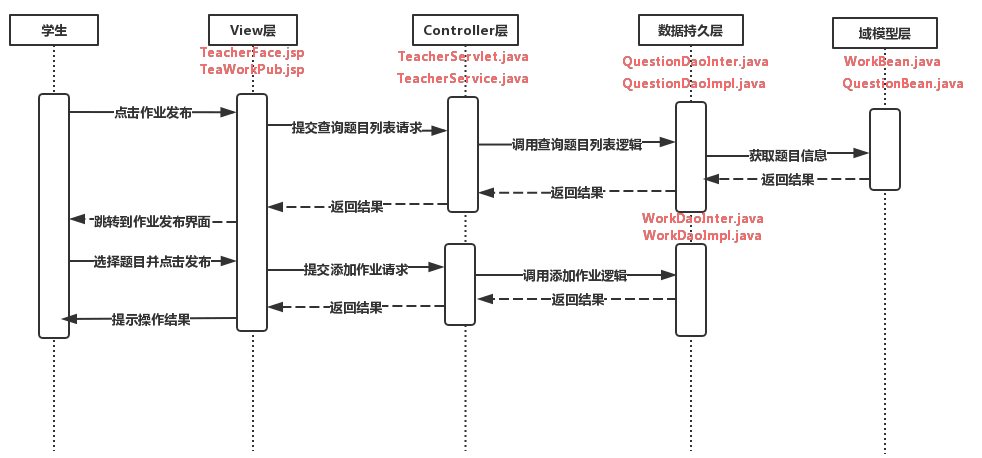 学生
View层
Controller层
数据持久层
域模型层
TeacherFace.jsp
TeaWorkPub.jsp
TeacherServlet.java
TeacherService.java
QuestionDaoInter.java
QuestionDaoImpl.java
WorkBean.java
QuestionBean.java
点击作业发布
提交查询题目列表请求
调用查询题目列表逻辑
获取题目信息
返回结果
返回结果
返回结果
跳转到作业发布界面
WorkDaoInter.java
WorkDaoImpl.java
选择题目并点击发布
提交添加作业请求
调用添加作业逻辑
返回结果
返回结果
提示操作结果